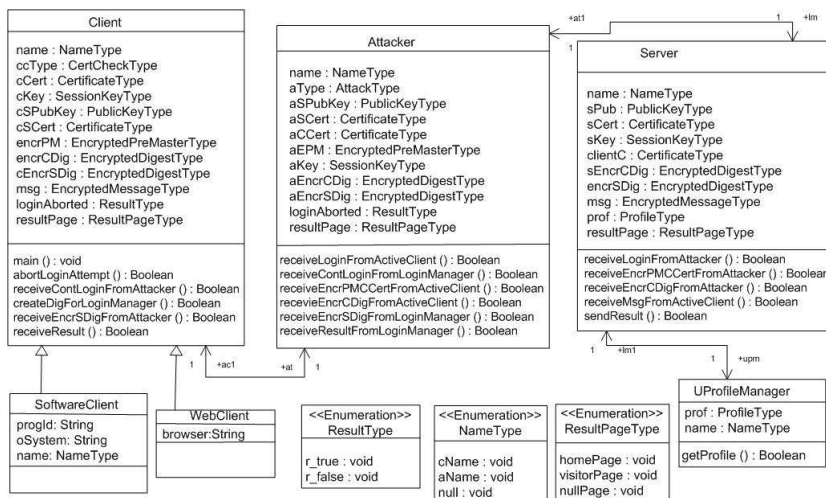 Client
name : NameType
ccType : CertCheckType
cCert : CertificateType
cKey : SessionKeyType
cSPubKey : PublicKeyType
cSCert : CertificateType
encrPM : EncryptedPreMasterType
encrCDig : EncryptedDigestType
cEncrSDig : EncryptedDigestType
msg : EncryptedMessageType
loginAborted : ResultType
resultPage : ResultPageType
main () : void
abortLoginAttempt () : Boolean
receiveContLoginFromAttacker () : Boolean
createDigForLoginManager () : Boolean
receiveEncrSDigFromAttacker () : Boolean
receiveResult () : Boolean
Attacker
name : NameType
aType : AttackType
aSPubKey : PublicKeyType
aSCert : CertificateType
aCCert : CertificateType
aEPM : EncryptedPreMasterType
aKey : SessionKeyType
aEncrCDig : EncryptedDigestType
aEncrSDig : EncryptedDigestType
loginAborted : ResultType
resultPage : ResultPageType
receiveLoginFromActiveClient () : Boolean
receiveContLoginFromLoginManager () : Boolean
receiveEncrPMCCertFromActiveClient () : Boolean
recevieEncrCDigFromActiveClient () : Boolean
receiveEncrSDigFromLoginManager () : Boolean
receiveResultFromLoginManager () : Boolean
+at1
1
1
+lm
Server
name : NameType
sPub : PublicKeyType
sCert : CertificateType
sKey : SessionKeyType
clientC : CertificateType
sEncrCDig : EncryptedDigestType
encrSDig : EncryptedDigestType
msg : EncryptedMessageType
prof : ProfileType
resultPage : ResultPageType
receiveLoginFromAttacker () : Boolean
receiveEncrPMCCertFromAttacker () : Boolean
receiveEncrCDigFromAttacker () : Boolean
receiveMsgFromActiveClient () : Boolean
sendResult () : Boolean
1
+ac1
+at
1
1
+lm1
1
+upm
SoftwareClient
progId: String
oSystem: String
name: NameType
WebClient
browser:String
<<Enumeration>>
ResultType
r_true : void
r_false : void
<<Enumeration>>
NameType
cName : void
aName : void
null : void
<<Enumeration>>
ResultPageType
homePage : void
visitorPage : void
nullPage : void
UProfileManager
prof : ProfileType
name : NameType
getProfile () : Boolean